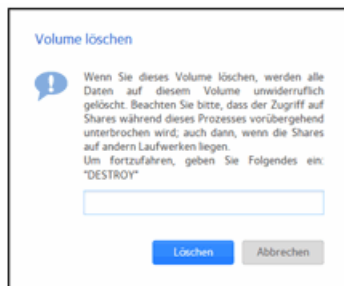 Volume löschen
Wenn Sie dieses Volume löschen, werden alle
Daten auf diesem Volume unwiderruflich
gelöscht. Beachten Sie bitte, dass der Zugriff auf
Shares während dieses Prozesses vorübergehend
unterbrochen wird; auch dann, wenn die Shares
auf andern Laufwerken liegen.
Um fortzufahren, geben Sie Folgendes ein:
"DESTROY"
Löschen Abbrechen